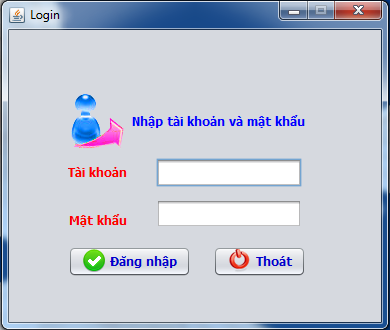 Login
Nhập tài khoản và mật khẩu
Tài khoản
Mật khẩu
Đăng nhập
Thoát